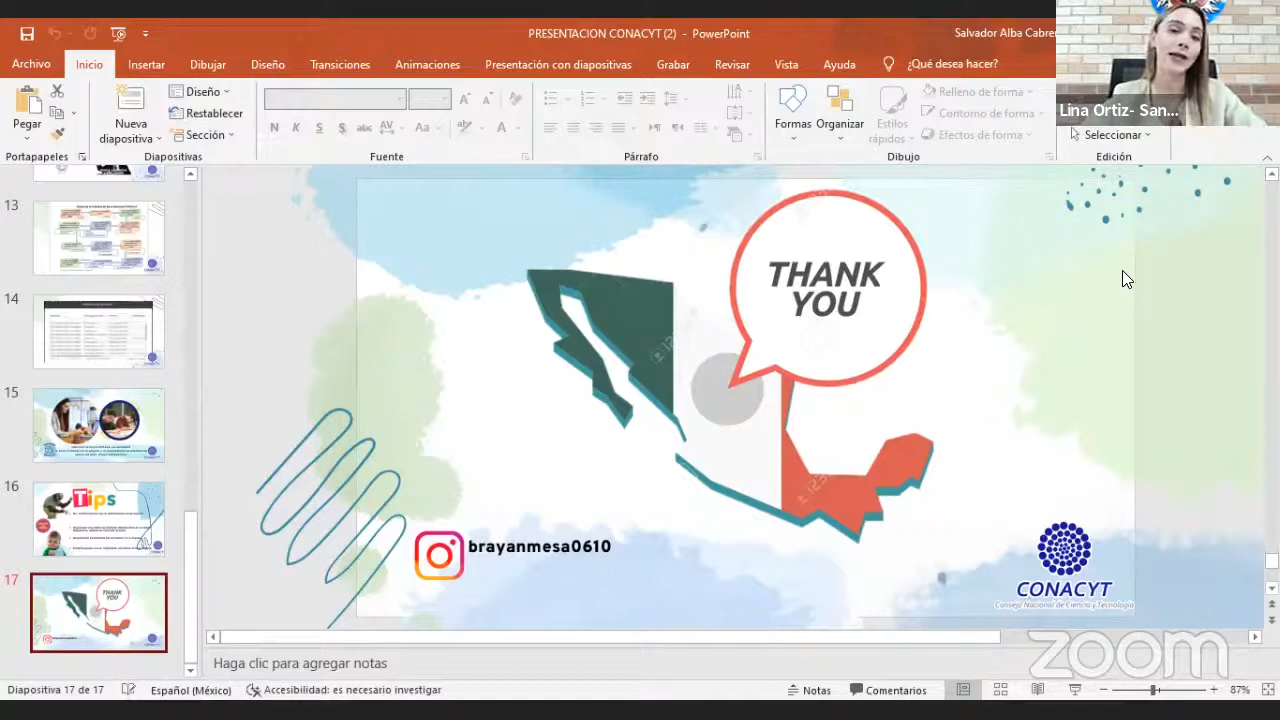 PRESENTACION CONACYT (2) - PowerPoint
Salvador Alba Cabre
Archivo Inicio Insertar Dibujar Diseño Transiciones Animaciones Presentación con diapositivas Grabar Revisar Vista Ayuda ¿Qué desea hacer?
Lina Ortiz- San...
Pegar
Nueva diapositiva
Diseño
Restablecer
Sección
N K S S abc AV Aa A
Formas
Organizar
Estilos rápidos
Relleno de forma
Contorno de forma
Efectos de forma
Seleccionar
Portapapeles Diapositivas Fuente Párrafo Dibujo Edición
13
14
15
16
Tips
17
THANK
YOU
brayanmesa0610
CONACYT
Consejo Nacional de Ciencia y Tecnología
zoom
Haga clic para agregar notas
Diapositiva 17 de 17 Español (México) Accesibilidad: es necesario investigar Notas Comentarios 87%